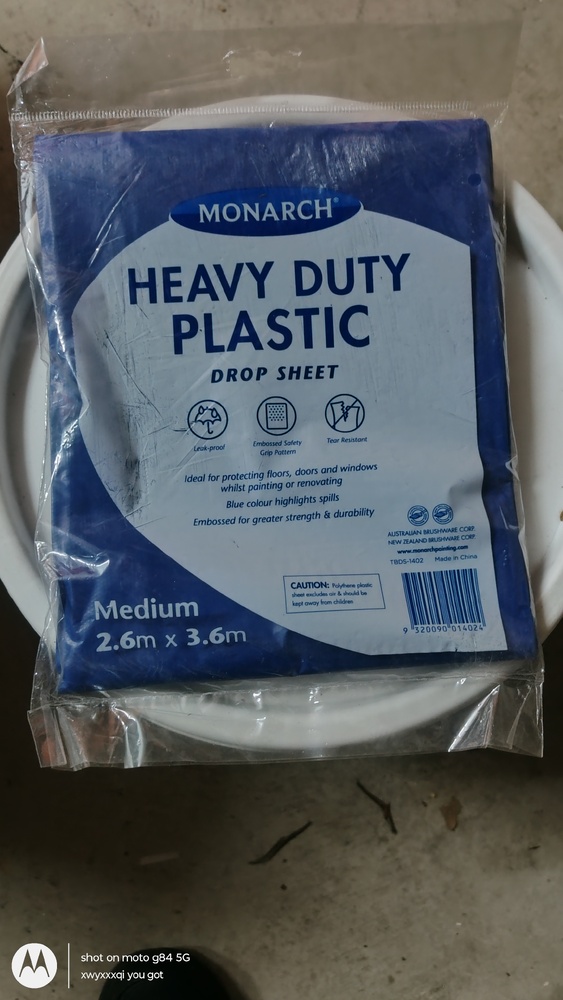 MONARCH®
HEAVY DUTY
PLASTIC
DROP SHEET
Leak-proof
Embossed Safety
Grip Pattern
Tear Resistant
Ideal for protecting floors, doors and windows
whilst painting or renovating
Blue colour highlights spills
Embossed for greater strength & durability
AUSTRALIAN BRUSHWARE CORP
NEW ZEALAND BRUSHWARE CORP
www.monarchpainting.com
TBDS-1402 Made in China
CAUTION: Polythene plastic
sheet excludes air & should be
kept away from children
9 320090 014024
Medium
2.6m x 3.6m
shot on moto g84 5G
xwyxxxqi you got